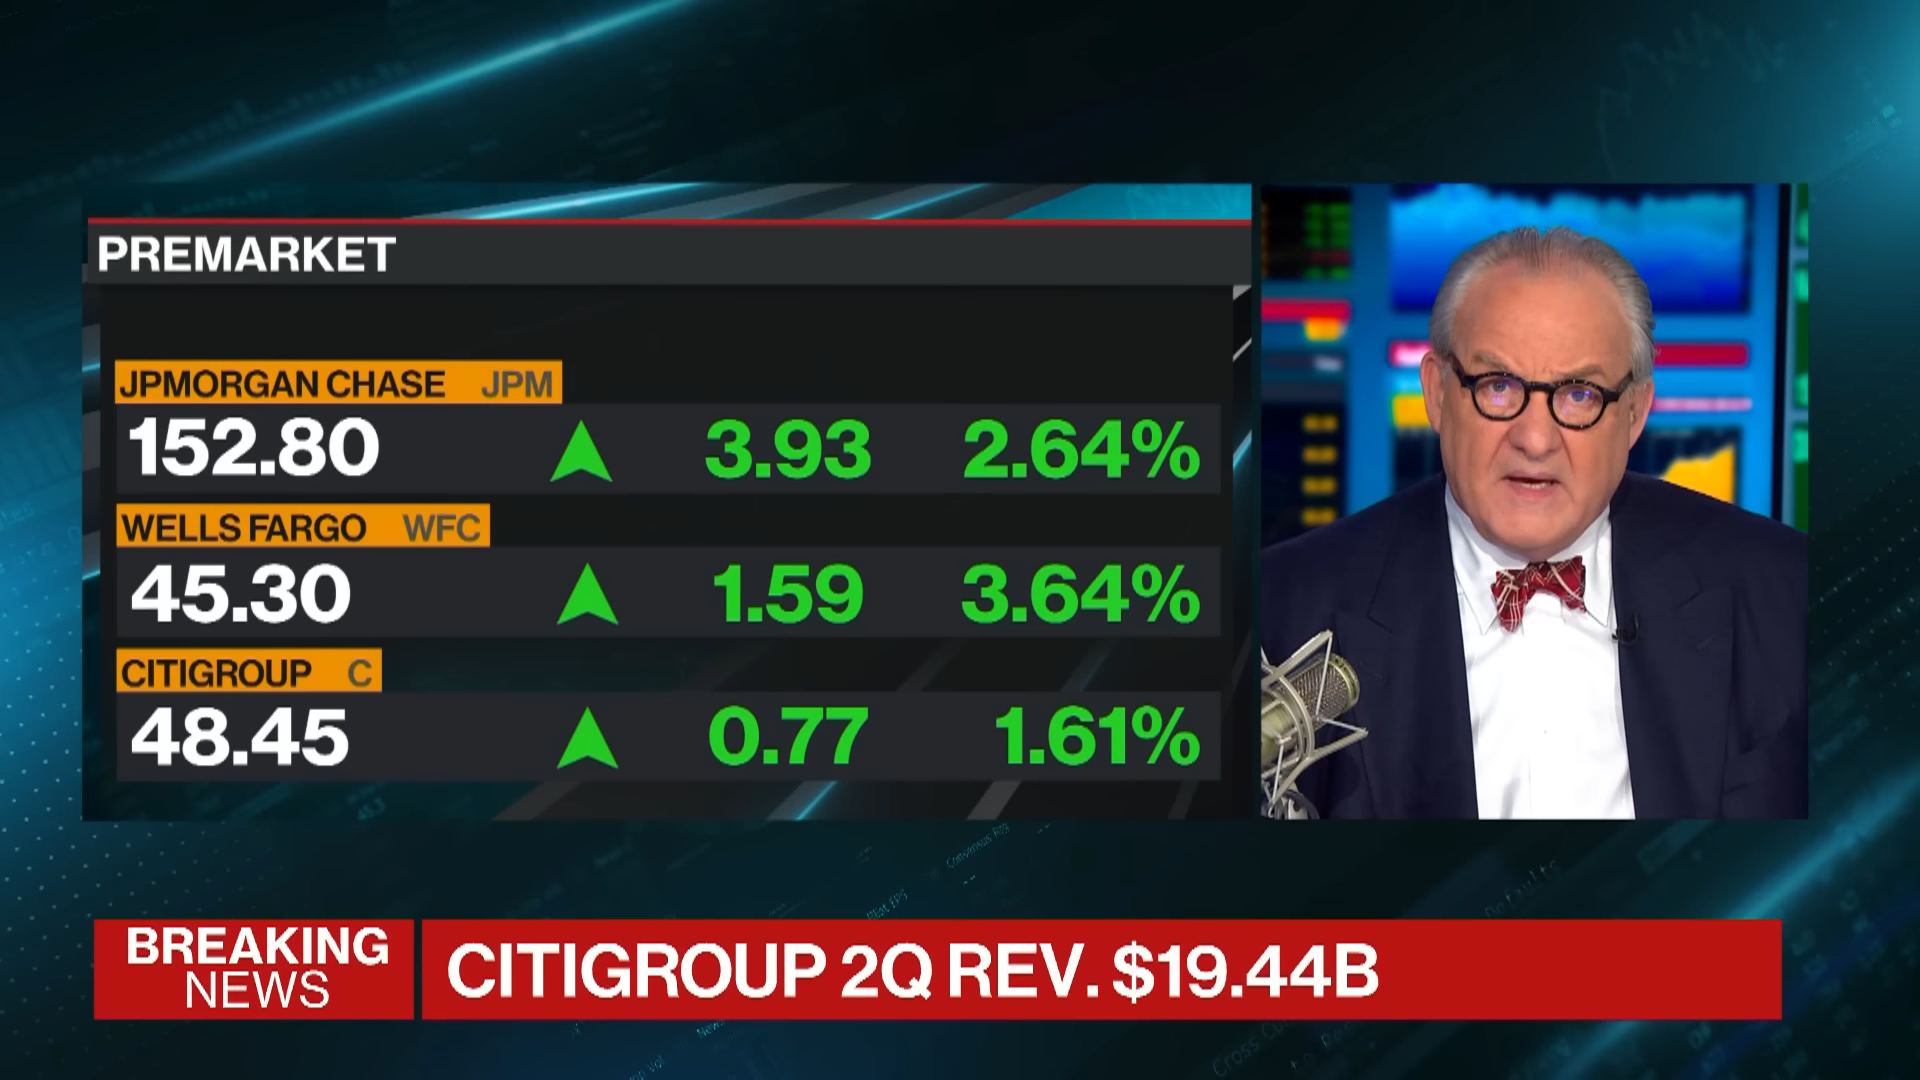 PREMARKET
JPMORGAN CHASE JPM
152.80 3.93 2.64%
WELLS FARGO WFC
45.30 1.59 3.64%
CITIGROUP C
48.45 0.77 1.61%
BREAKING
NEWS
CITIGROUP 2Q REV. $19.44B